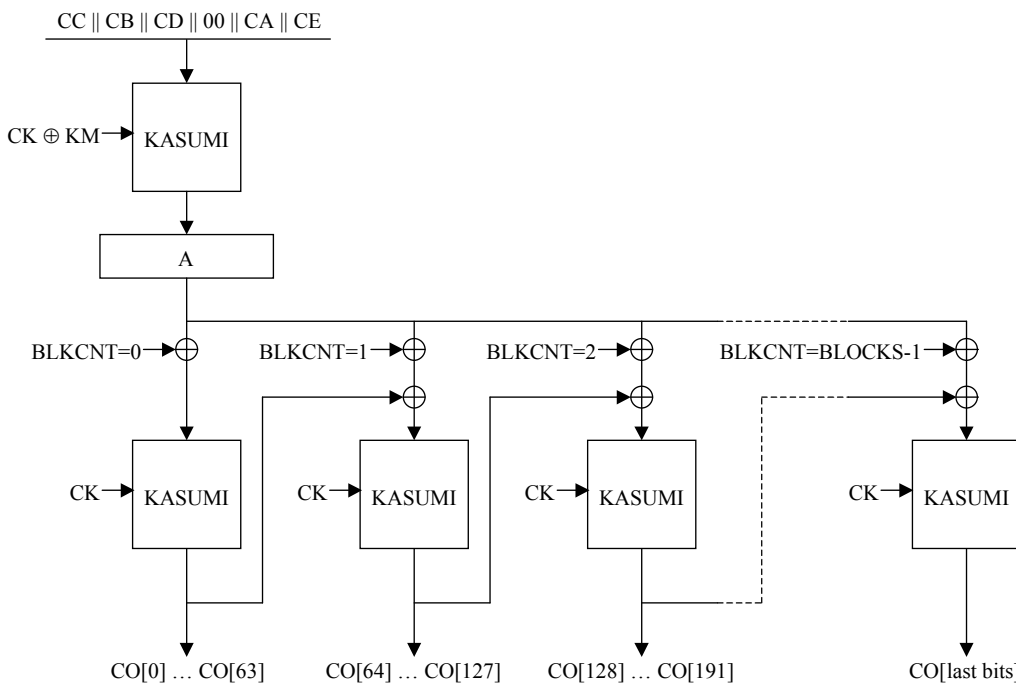 CC || CB || CD || 00 || CA || CE
CK ⊕ KM
KASUMI
A
BLKCNT=0
BLKCNT=1
BLKCNT=2
BLKCNT=BLOCKS-1
CK
KASUMI
CK
KASUMI
CK
KASUMI
CK
KASUMI
CO[0] … CO[63]
CO[64] … CO[127]
CO[128] … CO[191]
CO[last bits]